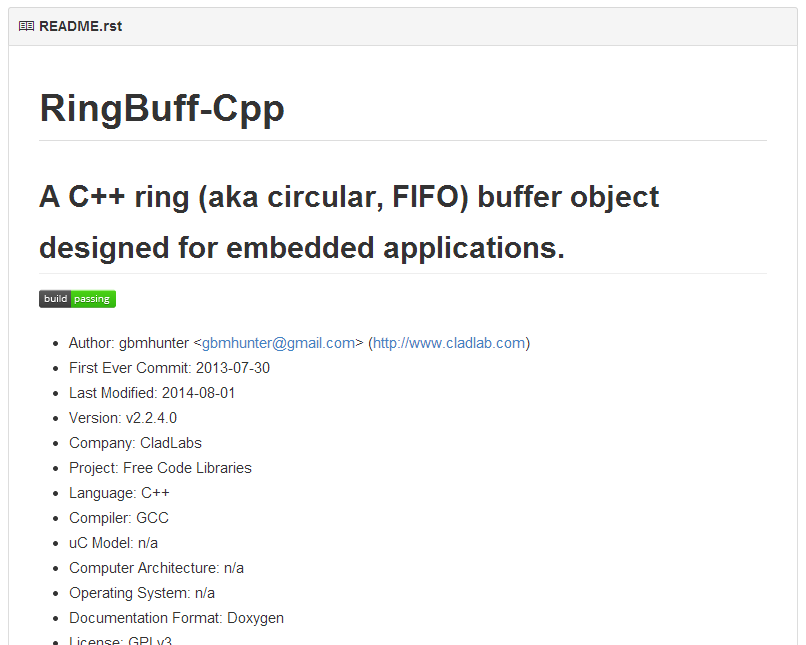 README.rst
RingBuff-Cpp
A C++ ring (aka circular, FIFO) buffer object
designed for embedded applications.
build passing
Author: gbmhunter <gbmhunter@gmail.com> (http://www.cladlab.com)
First Ever Commit: 2013-07-30
Last Modified: 2014-08-01
Version: v2.2.4.0
Company: CladLabs
Project: Free Code Libraries
Language: C++
Compiler: GCC
uC Model: n/a
Computer Architecture: n/a
Operating System: n/a
Documentation Format: Doxygen
License: GPLv3